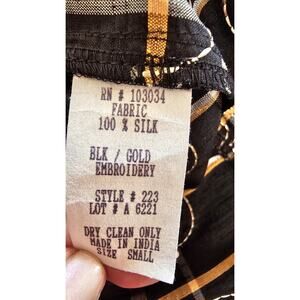 RN # 103034
FABRIC
100 % SILK
BLK / GOLD
EMBROIDERY
STYLE # 223
LOT # A 6221
DRY CLEAN ONLY
MADE IN INDIA
SIZE SMALL